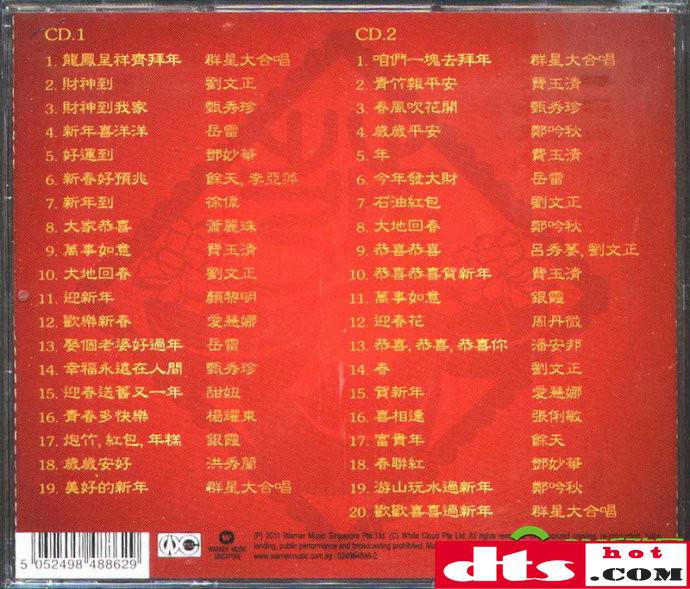 CD.1
1. 龍鳳呈祥齊拜年 群星大合唱
2. 財神到 劉文正
3. 財神到我家 甄秀珍
4. 新年喜洋洋 岳雷
5. 好運到 鄧妙華
6. 新春好預兆 餘天, 李亞萍
7. 新年到 徐偉
8. 大家恭喜 蕭麗珠
9. 萬事如意 費玉清
10. 大地回春 劉文正
11. 迎新年 顏黎明
12. 歡樂新春 愛慧娜
13. 娶個老婆好過年 岳雷
14. 幸福永遠在人間 甄秀珍
15. 迎春送舊又一年 甜妞
16. 青春多快樂 楊耀東
17. 炮竹, 紅包, 年糕 銀霞
18. 歲歲安好 洪秀蘭
19. 美好的新年 群星大合唱
CD.2
1. 咱們一塊去拜年 群星大合唱
2. 青竹報平安 費玉清
3. 春風吹花開 甄秀珍
4. 歲歲平安 鄭吟秋
5. 年 費玉清
6. 今年發大財 岳雷
7. 石油紅包 劉文正
8. 大地回春 鄭吟秋
9. 恭喜恭喜 呂秀菱, 劉文正
10. 恭喜恭喜賀新年 費玉清
11. 萬事如意 銀霞
12. 迎春花 周丹薇
13. 恭喜, 恭喜, 恭喜你 潘安邦
14. 春 劉文正
15. 賀新年 愛慧娜
16. 喜相逢 張俐敏
17. 富貴年 餘天
18. 春聯紅 鄧妙華
19. 游山玩水過新年 鄭吟秋
20. 歡歡喜喜過新年 群星大合唱
5 052498 488629
WARNER MUSIC
SINGAPORE
(P) 2011 Warner Music Singapore Pte Ltd. (C) White Cloud Pte Ltd. All rights
lending, public performance and broadcasting prohibited.
www.warnermusic.com.sg 052498486-2
dts
hot
.COM